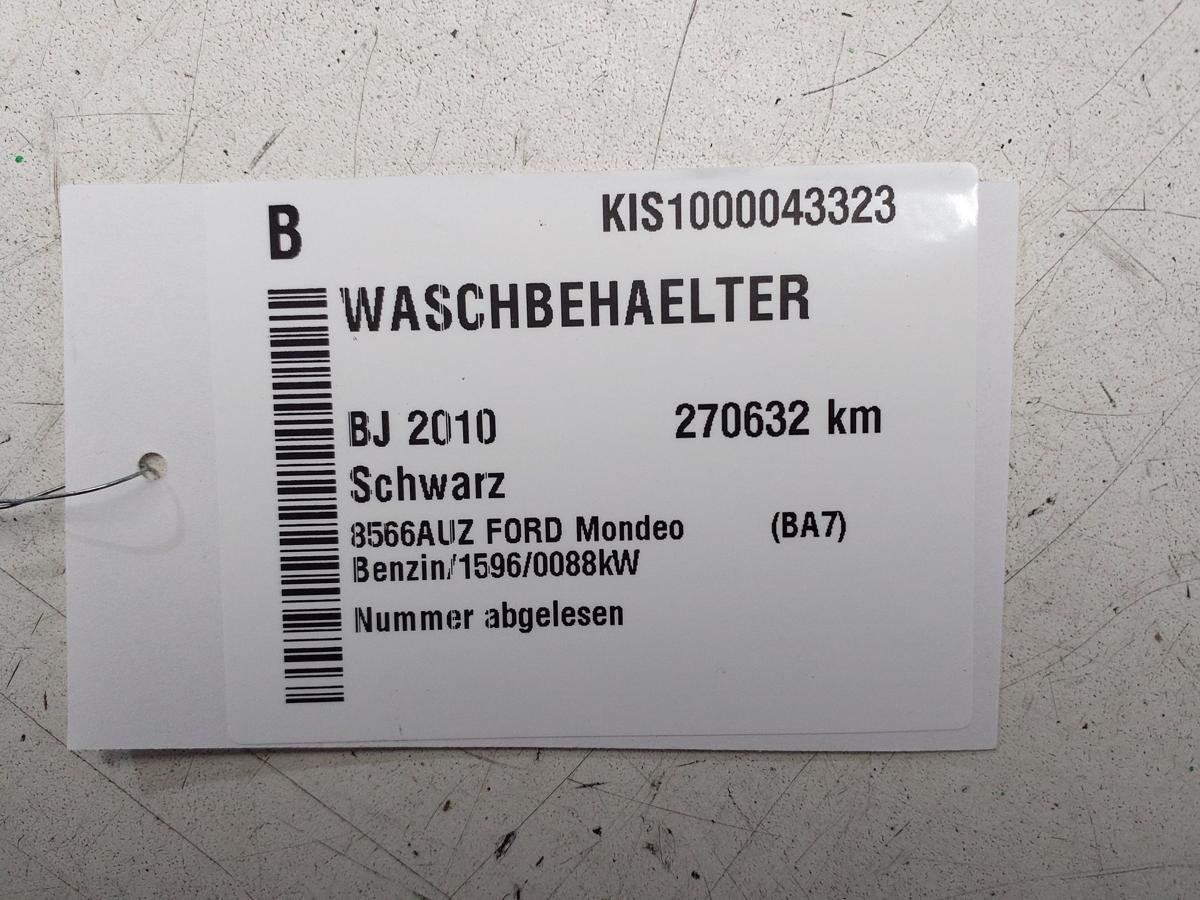 B KIS1000043323
WASCHBEHAELTER
BJ 2010 270632 km
Schwarz
8566AUZ FORD Mondeo (BA7)
Benzin/1596/0088kW
Nummer abgelesen